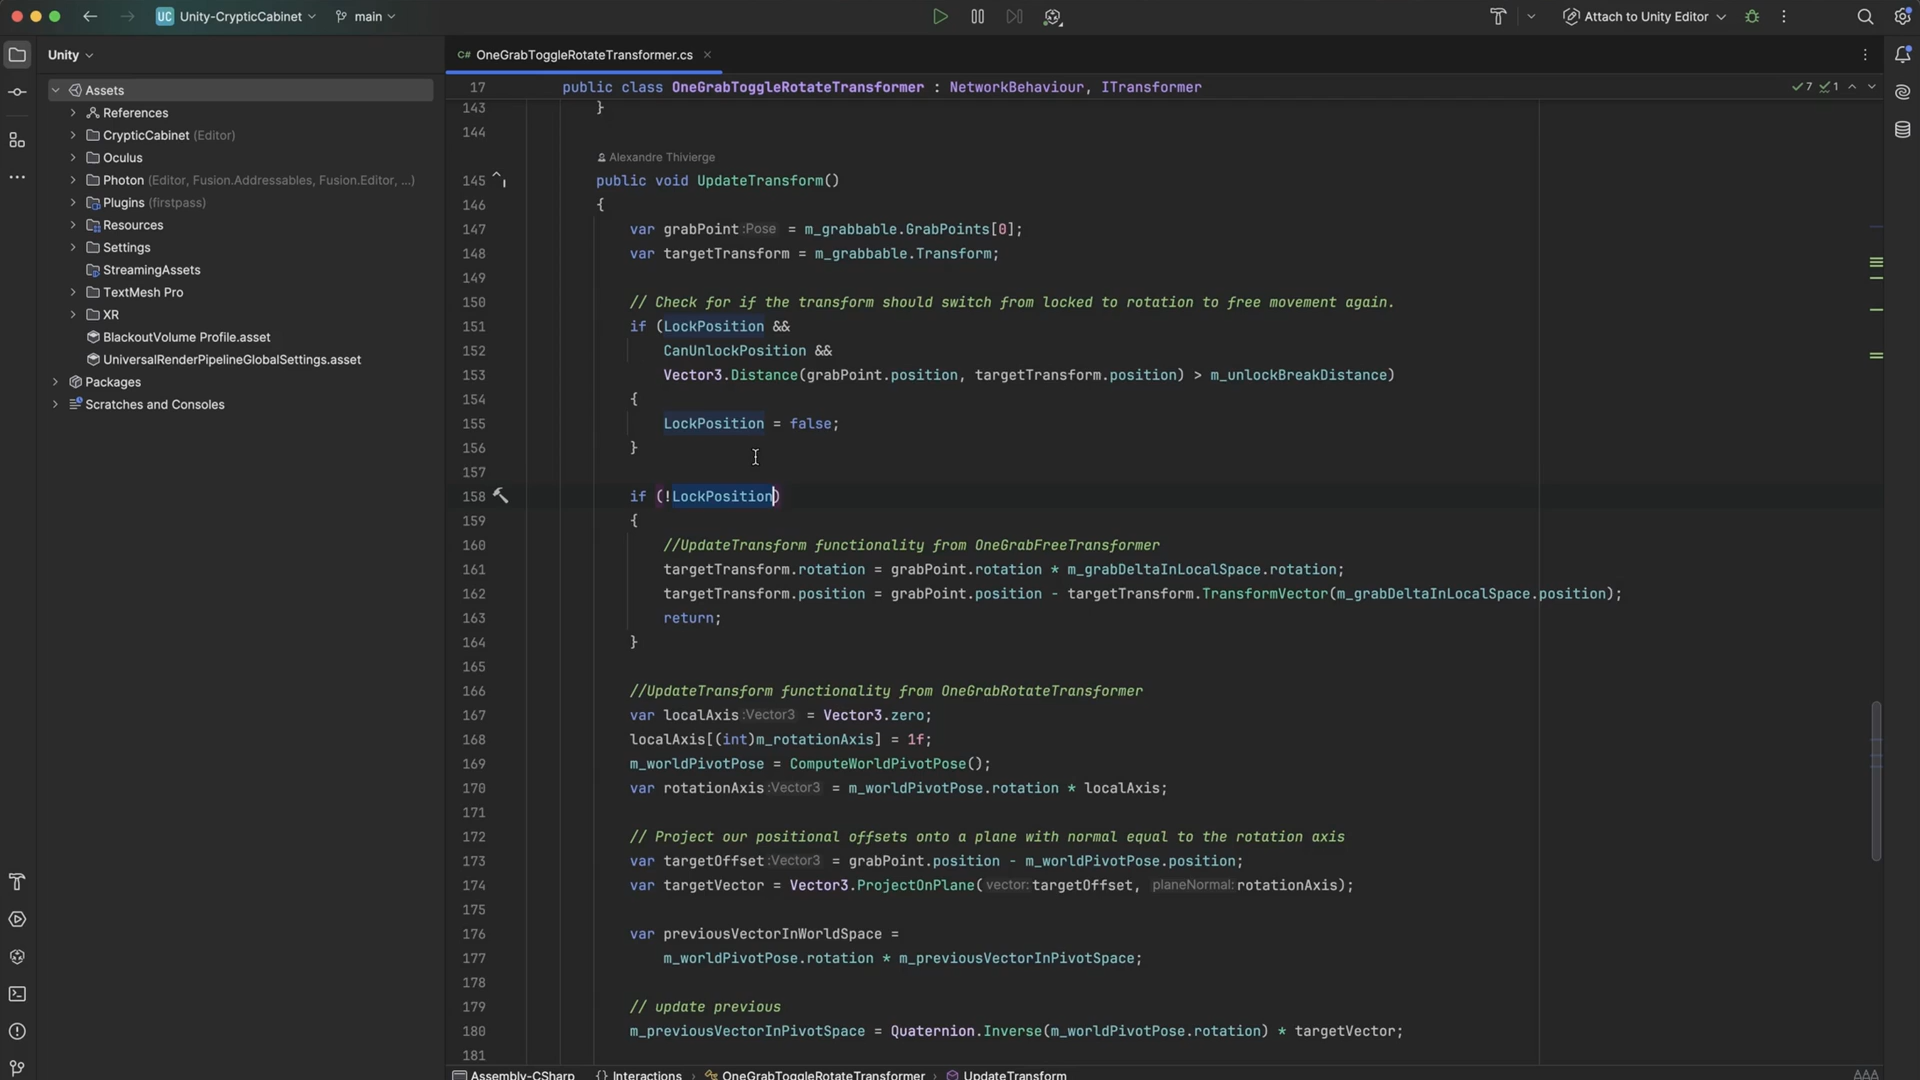 UC Unity-CrypticCabinet main Attach to Unity Editor
Unity
C# OneGrabToggleRotateTransformer.cs
Assets
References
CrypticCabinet (Editor)
Oculus
Photon (Editor, Fusion.Addressables, Fusion.Editor, ...)
Plugins (firstpass)
Resources
Settings
StreamingAssets
TextMesh Pro
XR
BlackoutVolume Profile.asset
UniversalRenderPipelineGlobalSettings.asset
Packages
Scratches and Consoles
17 public class OneGrabToggleRotateTransformer : NetworkBehaviour, ITransformer 7 1
143 }
144
Alexandre Thivierge
145 public void UpdateTransform()
146 {
147 var grabPoint :Pose = m_grabbable.GrabPoints[0];
148 var targetTransform = m_grabbable.Transform;
149
150 // Check for if the transform should switch from locked to rotation to free movement again.
151 if (LockPosition &&
152 CanUnlockPosition &&
153 Vector3.Distance(grabPoint.position, targetTransform.position) > m_unlockBreakDistance)
154 {
155 LockPosition = false;
156 }
157
158 if (!LockPosition)
159 {
160 //UpdateTransform functionality from OneGrabFreeTransformer
161 targetTransform.rotation = grabPoint.rotation * m_grabDeltaInLocalSpace.rotation;
162 targetTransform.position = grabPoint.position - targetTransform.TransformVector(m_grabDeltaInLocalSpace.position);
163 return;
164 }
165
166 //UpdateTransform functionality from OneGrabRotateTransformer
167 var localAxis :Vector3 = Vector3.zero;
168 localAxis[(int)m_rotationAxis] = 1f;
169 m_worldPivotPose = ComputeWorldPivotPose();
170 var rotationAxis :Vector3 = m_worldPivotPose.rotation * localAxis;
171
172 // Project our positional offsets onto a plane with normal equal to the rotation axis
173 var targetOffset :Vector3 = grabPoint.position - m_worldPivotPose.position;
174 var targetVector = Vector3.ProjectOnPlane( vector: targetOffset, planeNormal: rotationAxis);
175
176 var previousVectorInWorldSpace =
177 m_worldPivotPose.rotation * m_previousVectorInPivotSpace;
178
179 // update previous
180 m_previousVectorInPivotSpace = Quaternion.Inverse(m_worldPivotPose.rotation) * targetVector;
181
Assembly-CSharp {} Interactions OneGrabToggleRotateTransformer UpdateTransform AAA